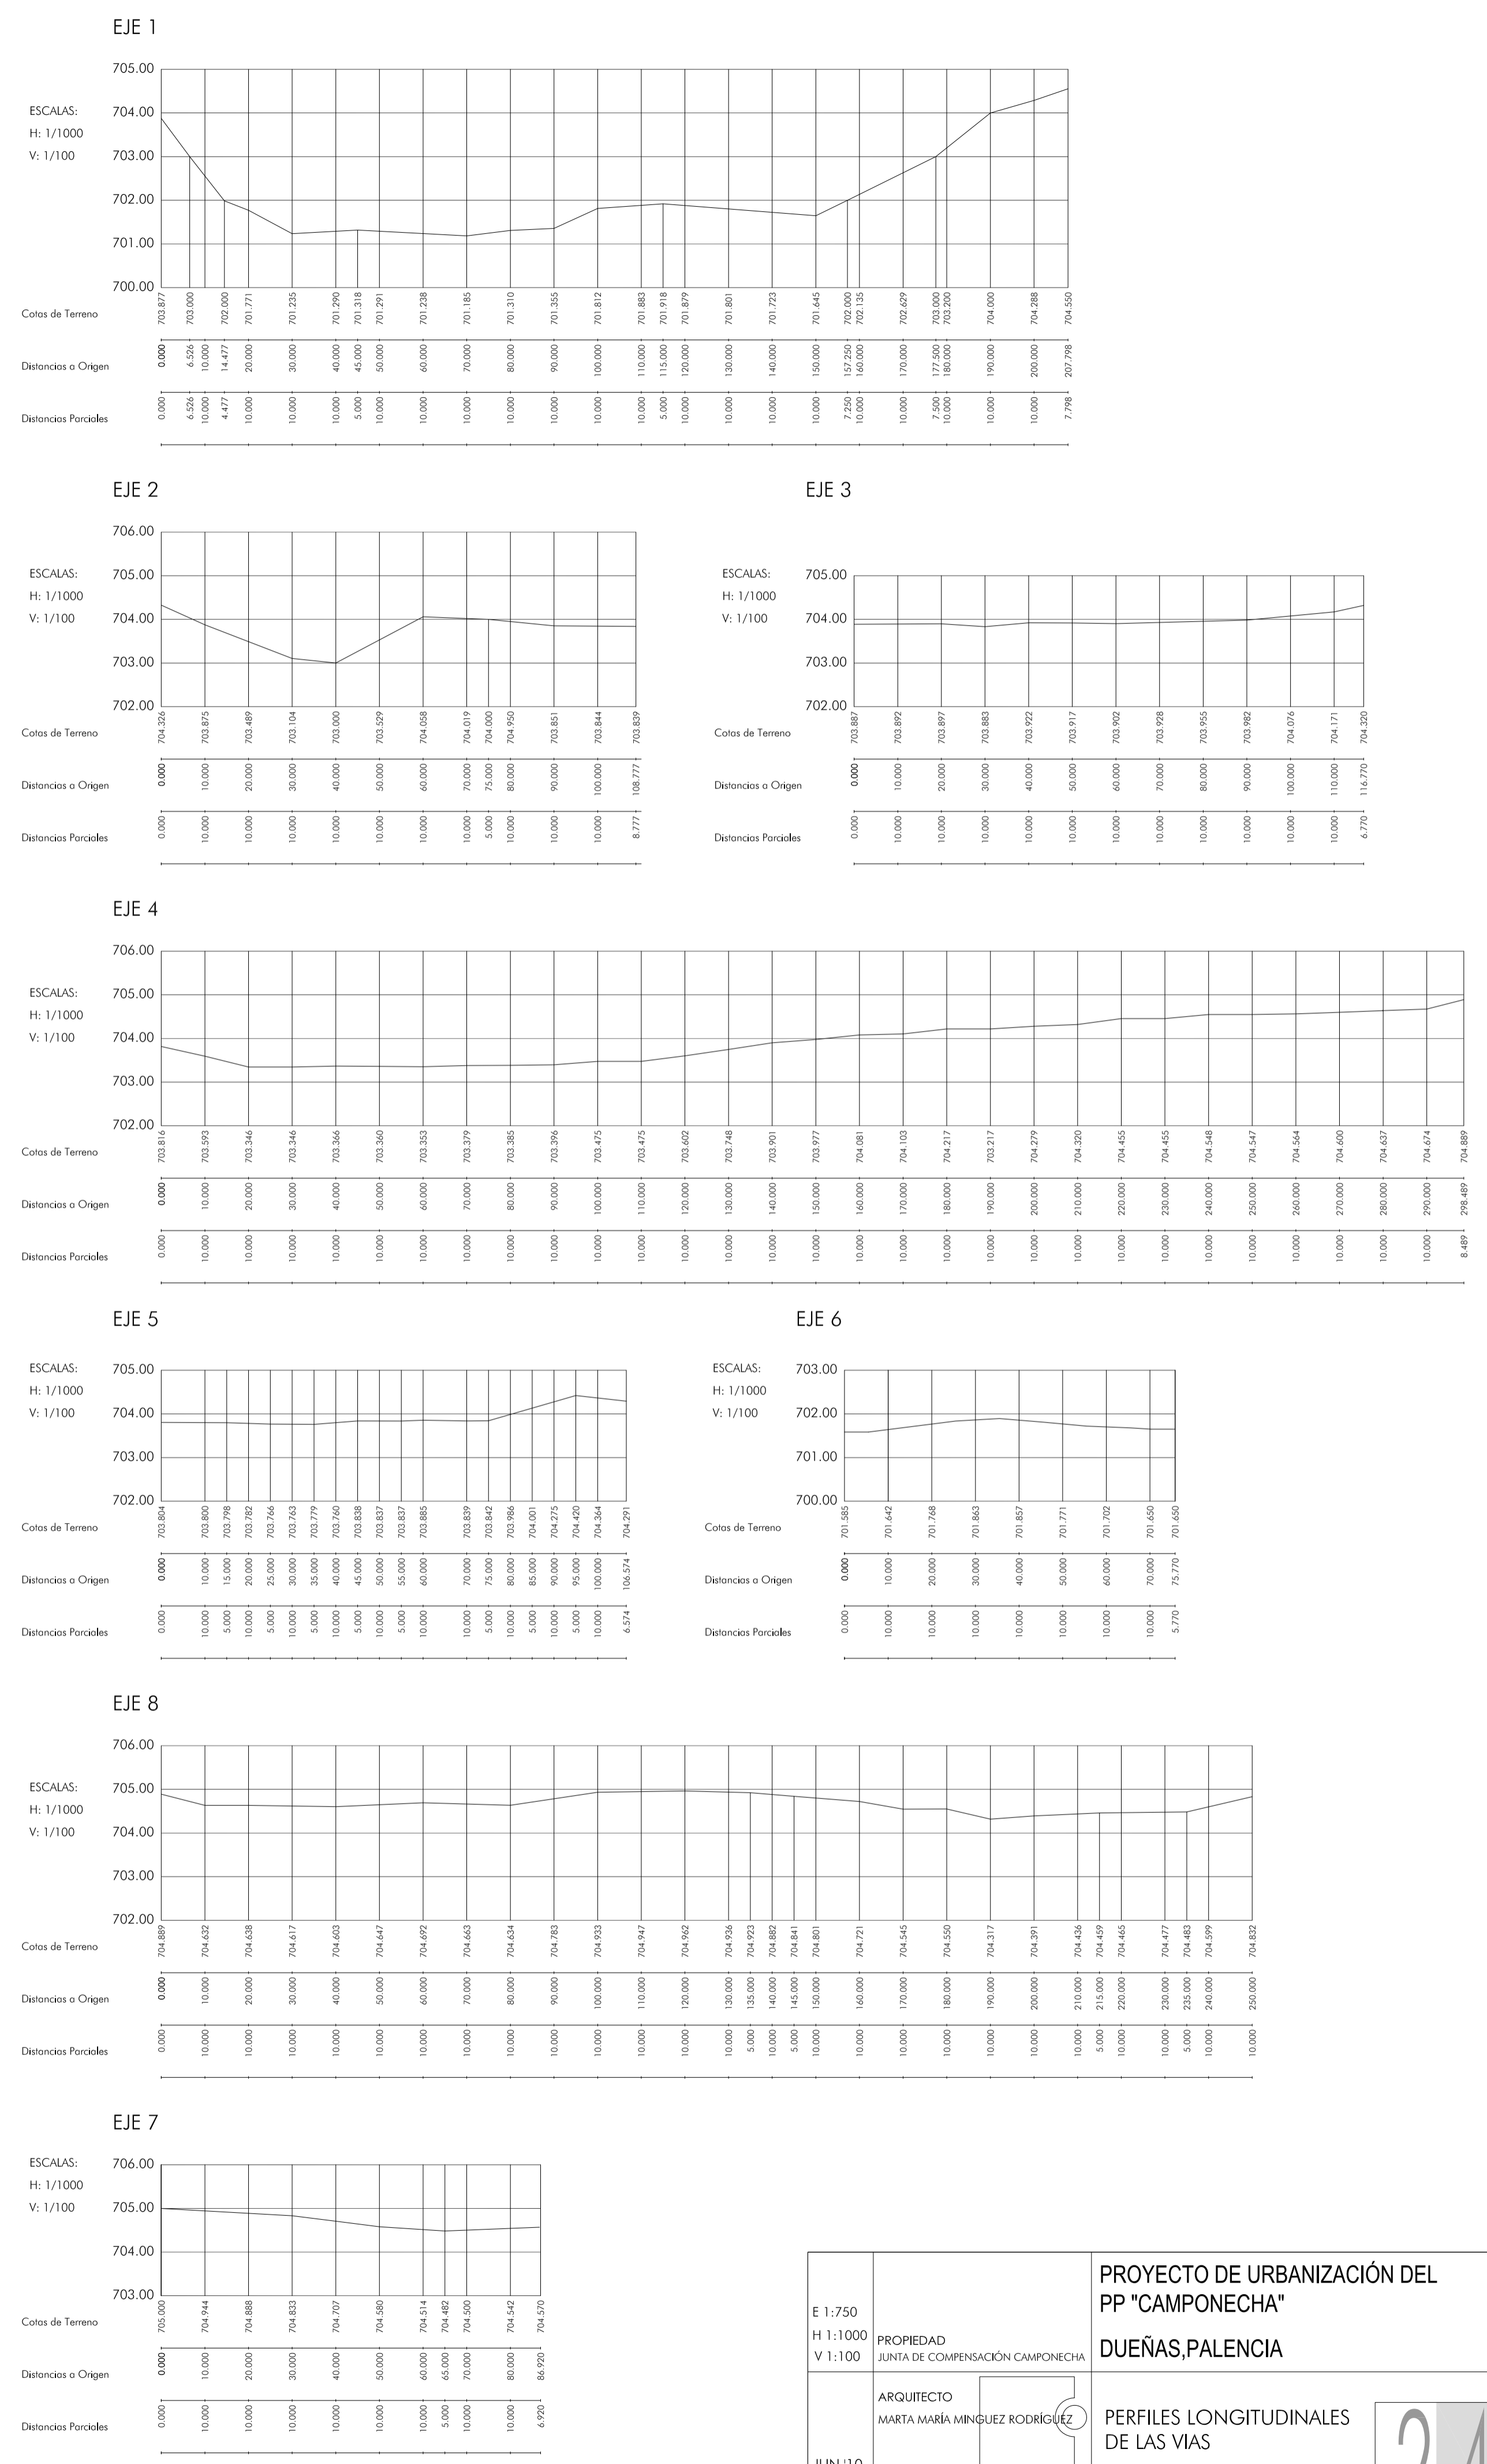 EJE 1
705.00
ESCALAS: 704.00
H: 1/1000
V: 1/100 703.00
702.00
701.00
700.00
Cotas de Terreno 703.877 703.000 702.000 701.771 701.235 701.290 701.318 701.291 701.238 701.185 701.310 701.355 701.812 701.883 701.918 701.879 701.801 701.723 701.645 702.000 702.135 702.629 703.000 703.200 704.000 704.288 704.550
Distancias a Origen 0.000 6.526 10.000 14.477 20.000 30.000 40.000 45.000 50.000 60.000 70.000 80.000 90.000 100.000 110.000 115.000 120.000 130.000 140.000 150.000 157.250 160.000 170.000 177.500 180.000 190.000 200.000 207.798
Distancias Parciales 0.000 6.526 10.000 4.477 10.000 10.000 10.000 5.000 10.000 10.000 10.000 10.000 10.000 10.000 10.000 5.000 10.000 10.000 10.000 10.000 7.250 10.000 10.000 7.500 10.000 10.000 10.000 7.798
EJE 2
706.00
ESCALAS: 705.00
H: 1/1000
V: 1/100 704.00
703.00
702.00
Cotas de Terreno 704.326 703.875 703.489 703.104 703.000 703.529 704.058 704.019 704.000 704.950 703.851 703.844 703.839
Distancias a Origen 0.000 10.000 20.000 30.000 40.000 50.000 60.000 70.000 75.000 80.000 90.000 100.000 108.777
Distancias Parciales 0.000 10.000 10.000 10.000 10.000 10.000 10.000 10.000 5.000 10.000 10.000 10.000 8.777
EJE 3
ESCALAS: 705.00
H: 1/1000
V: 1/100 704.00
703.00
702.00
Cotas de Terreno 703.887 703.892 703.897 703.883 703.922 703.917 703.902 703.928 703.955 703.982 704.076 704.171 704.320
Distancias a Origen 0.000 10.000 20.000 30.000 40.000 50.000 60.000 70.000 80.000 90.000 100.000 110.000 116.770
Distancias Parciales 0.000 10.000 10.000 10.000 10.000 10.000 10.000 10.000 10.000 10.000 10.000 10.000 6.770
EJE 4
706.00
ESCALAS: 705.00
H: 1/1000
V: 1/100 704.00
703.00
702.00
Cotas de Terreno 703.816 703.593 703.346 703.346 703.366 703.360 703.353 703.379 703.385 703.396 703.475 703.475 703.602 703.748 703.901 703.977 704.081 704.103 704.217 703.217 704.279 704.320 704.455 704.455 704.548 704.547 704.564 704.600 704.637 704.674 704.889
Distancias a Origen 0.000 10.000 20.000 30.000 40.000 50.000 60.000 70.000 80.000 90.000 100.000 110.000 120.000 130.000 140.000 150.000 160.000 170.000 180.000 190.000 200.000 210.000 220.000 230.000 240.000 250.000 260.000 270.000 280.000 290.000 298.489
Distancias Parciales 0.000 10.000 10.000 10.000 10.000 10.000 10.000 10.000 10.000 10.000 10.000 10.000 10.000 10.000 10.000 10.000 10.000 10.000 10.000 10.000 10.000 10.000 10.000 10.000 10.000 10.000 10.000 10.000 10.000 10.000 8.489
EJE 5
ESCALAS: 705.00
H: 1/1000
V: 1/100 704.00
703.00
702.00
Cotas de Terreno 703.804 703.800 703.798 703.782 703.766 703.763 703.779 703.760 703.838 703.837 703.837 703.885 703.839 703.842 703.986 704.001 704.275 704.420 704.364 704.291
Distancias a Origen 0.000 10.000 15.000 20.000 25.000 30.000 35.000 40.000 45.000 50.000 55.000 60.000 70.000 75.000 80.000 85.000 90.000 95.000 100.000 106.574
Distancias Parciales 0.000 10.000 5.000 10.000 5.000 10.000 5.000 10.000 5.000 10.000 5.000 10.000 10.000 5.000 10.000 5.000 10.000 5.000 10.000 6.574
EJE 6
ESCALAS: 703.00
H: 1/1000
V: 1/100 702.00
701.00
700.00
Cotas de Terreno 701.585 701.642 701.768 701.863 701.857 701.771 701.702 701.650 701.650
Distancias a Origen 0.000 10.000 20.000 30.000 40.000 50.000 60.000 70.000 75.770
Distancias Parciales 0.000 10.000 10.000 10.000 10.000 10.000 10.000 10.000 5.770
EJE 8
706.00
ESCALAS: 705.00
H: 1/1000
V: 1/100 704.00
703.00
702.00
Cotas de Terreno 704.889 704.632 704.638 704.617 704.603 704.647 704.692 704.663 704.634 704.783 704.933 704.947 704.962 704.936 704.923 704.882 704.841 704.801 704.721 704.545 704.550 704.317 704.391 704.436 704.459 704.465 704.477 704.483 704.599 704.832
Distancias a Origen 0.000 10.000 20.000 30.000 40.000 50.000 60.000 70.000 80.000 90.000 100.000 110.000 120.000 130.000 135.000 140.000 145.000 150.000 160.000 170.000 180.000 190.000 200.000 210.000 215.000 220.000 230.000 235.000 240.000 250.000
Distancias Parciales 0.000 10.000 10.000 10.000 10.000 10.000 10.000 10.000 10.000 10.000 10.000 10.000 10.000 10.000 5.000 10.000 5.000 10.000 10.000 10.000 10.000 10.000 10.000 10.000 5.000 10.000 10.000 5.000 10.000 10.000
EJE 7
ESCALAS: 706.00
H: 1/1000
V: 1/100 705.00
704.00
703.00
Cotas de Terreno 705.000 704.944 704.888 704.833 704.707 704.580 704.514 704.482 704.500 704.542 704.570
Distancias a Origen 0.000 10.000 20.000 30.000 40.000 50.000 60.000 65.000 70.000 80.000 86.920
Distancias Parciales 0.000 10.000 10.000 10.000 10.000 10.000 10.000 5.000 10.000 10.000 6.920
E 1:750
H 1:1000
V 1:100
PROPIEDAD
JUNTA DE COMPENSACIÓN CAMPONECHA
PROYECTO DE URBANIZACIÓN DEL
PP "CAMPONECHA"
DUEÑAS,PALENCIA
ARQUITECTO
MARTA MARÍA MINGUEZ RODRÍGUEZ
JUN '10
PERFILES LONGITUDINALES
DE LAS VIAS